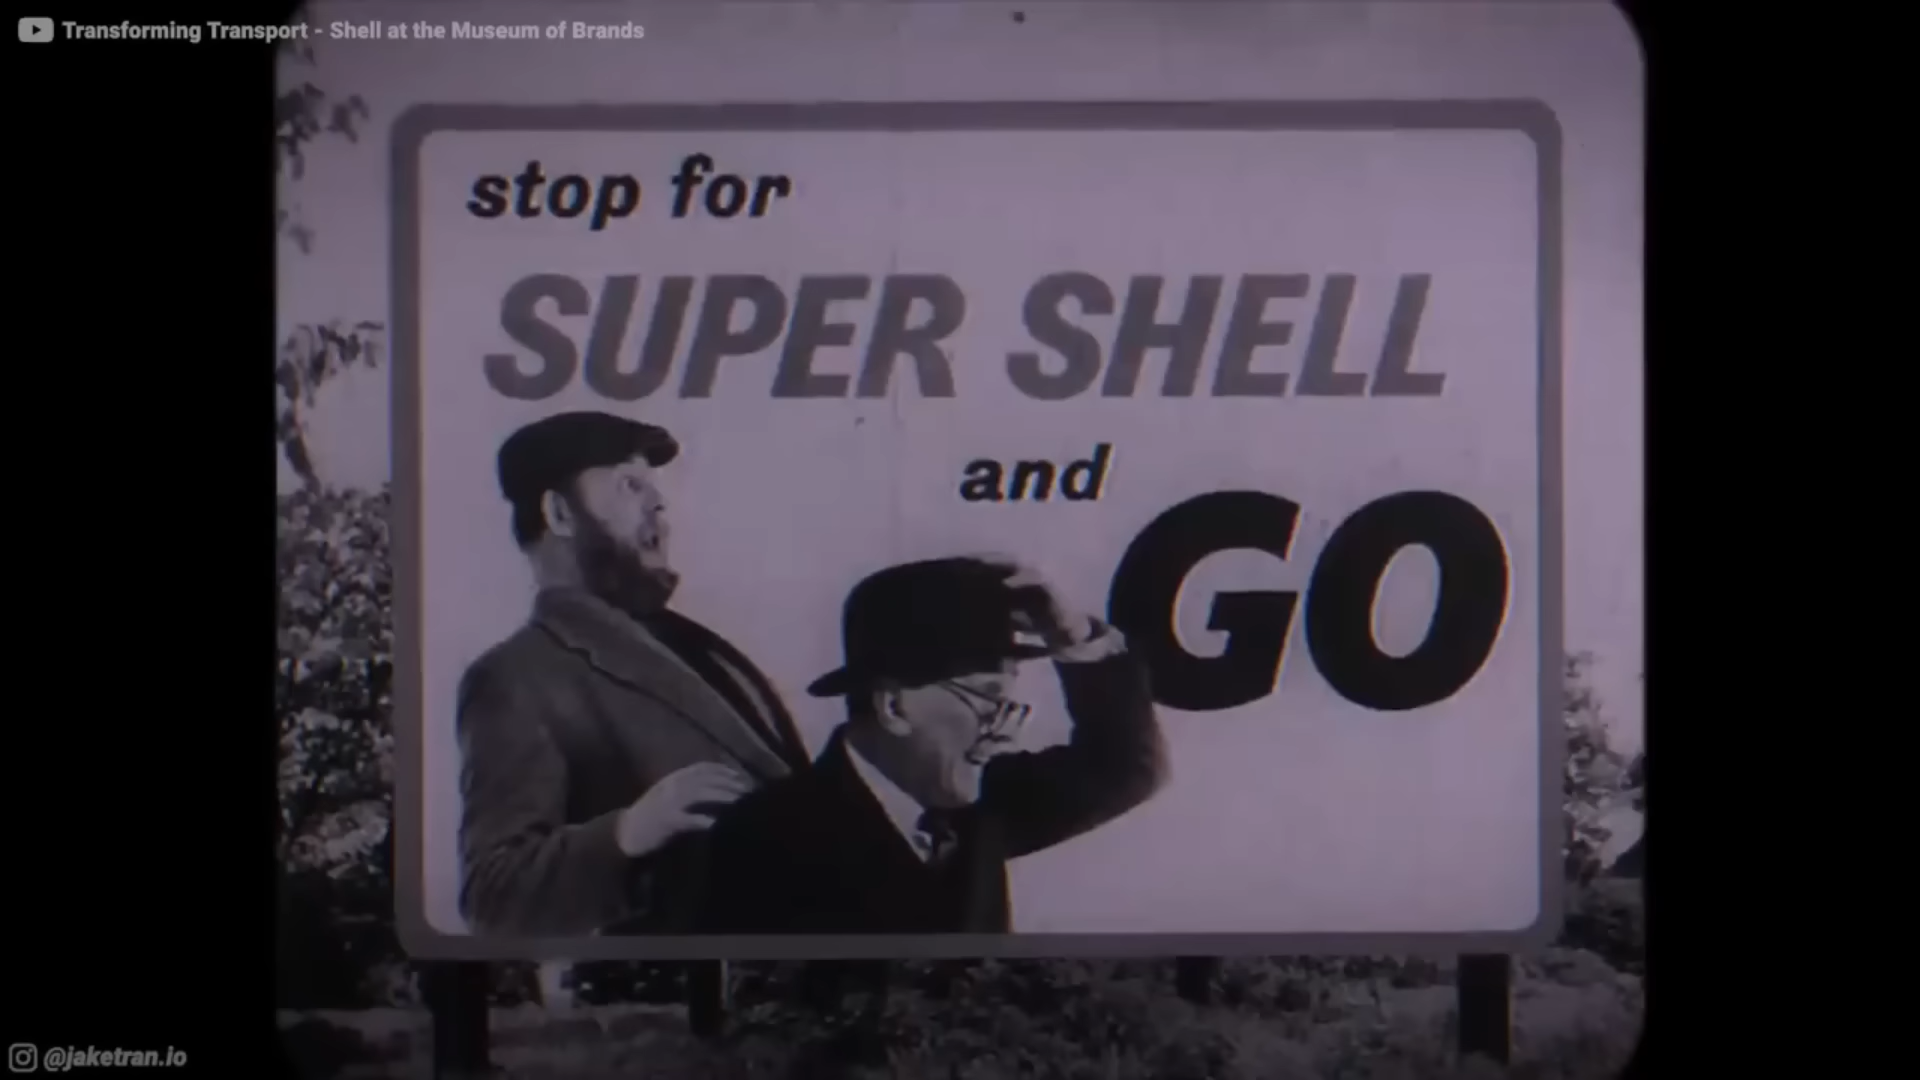 Transforming Transport - Shell at the Museum of Brands
stop for
SUPER SHELL
and
GO
@jaketran.io